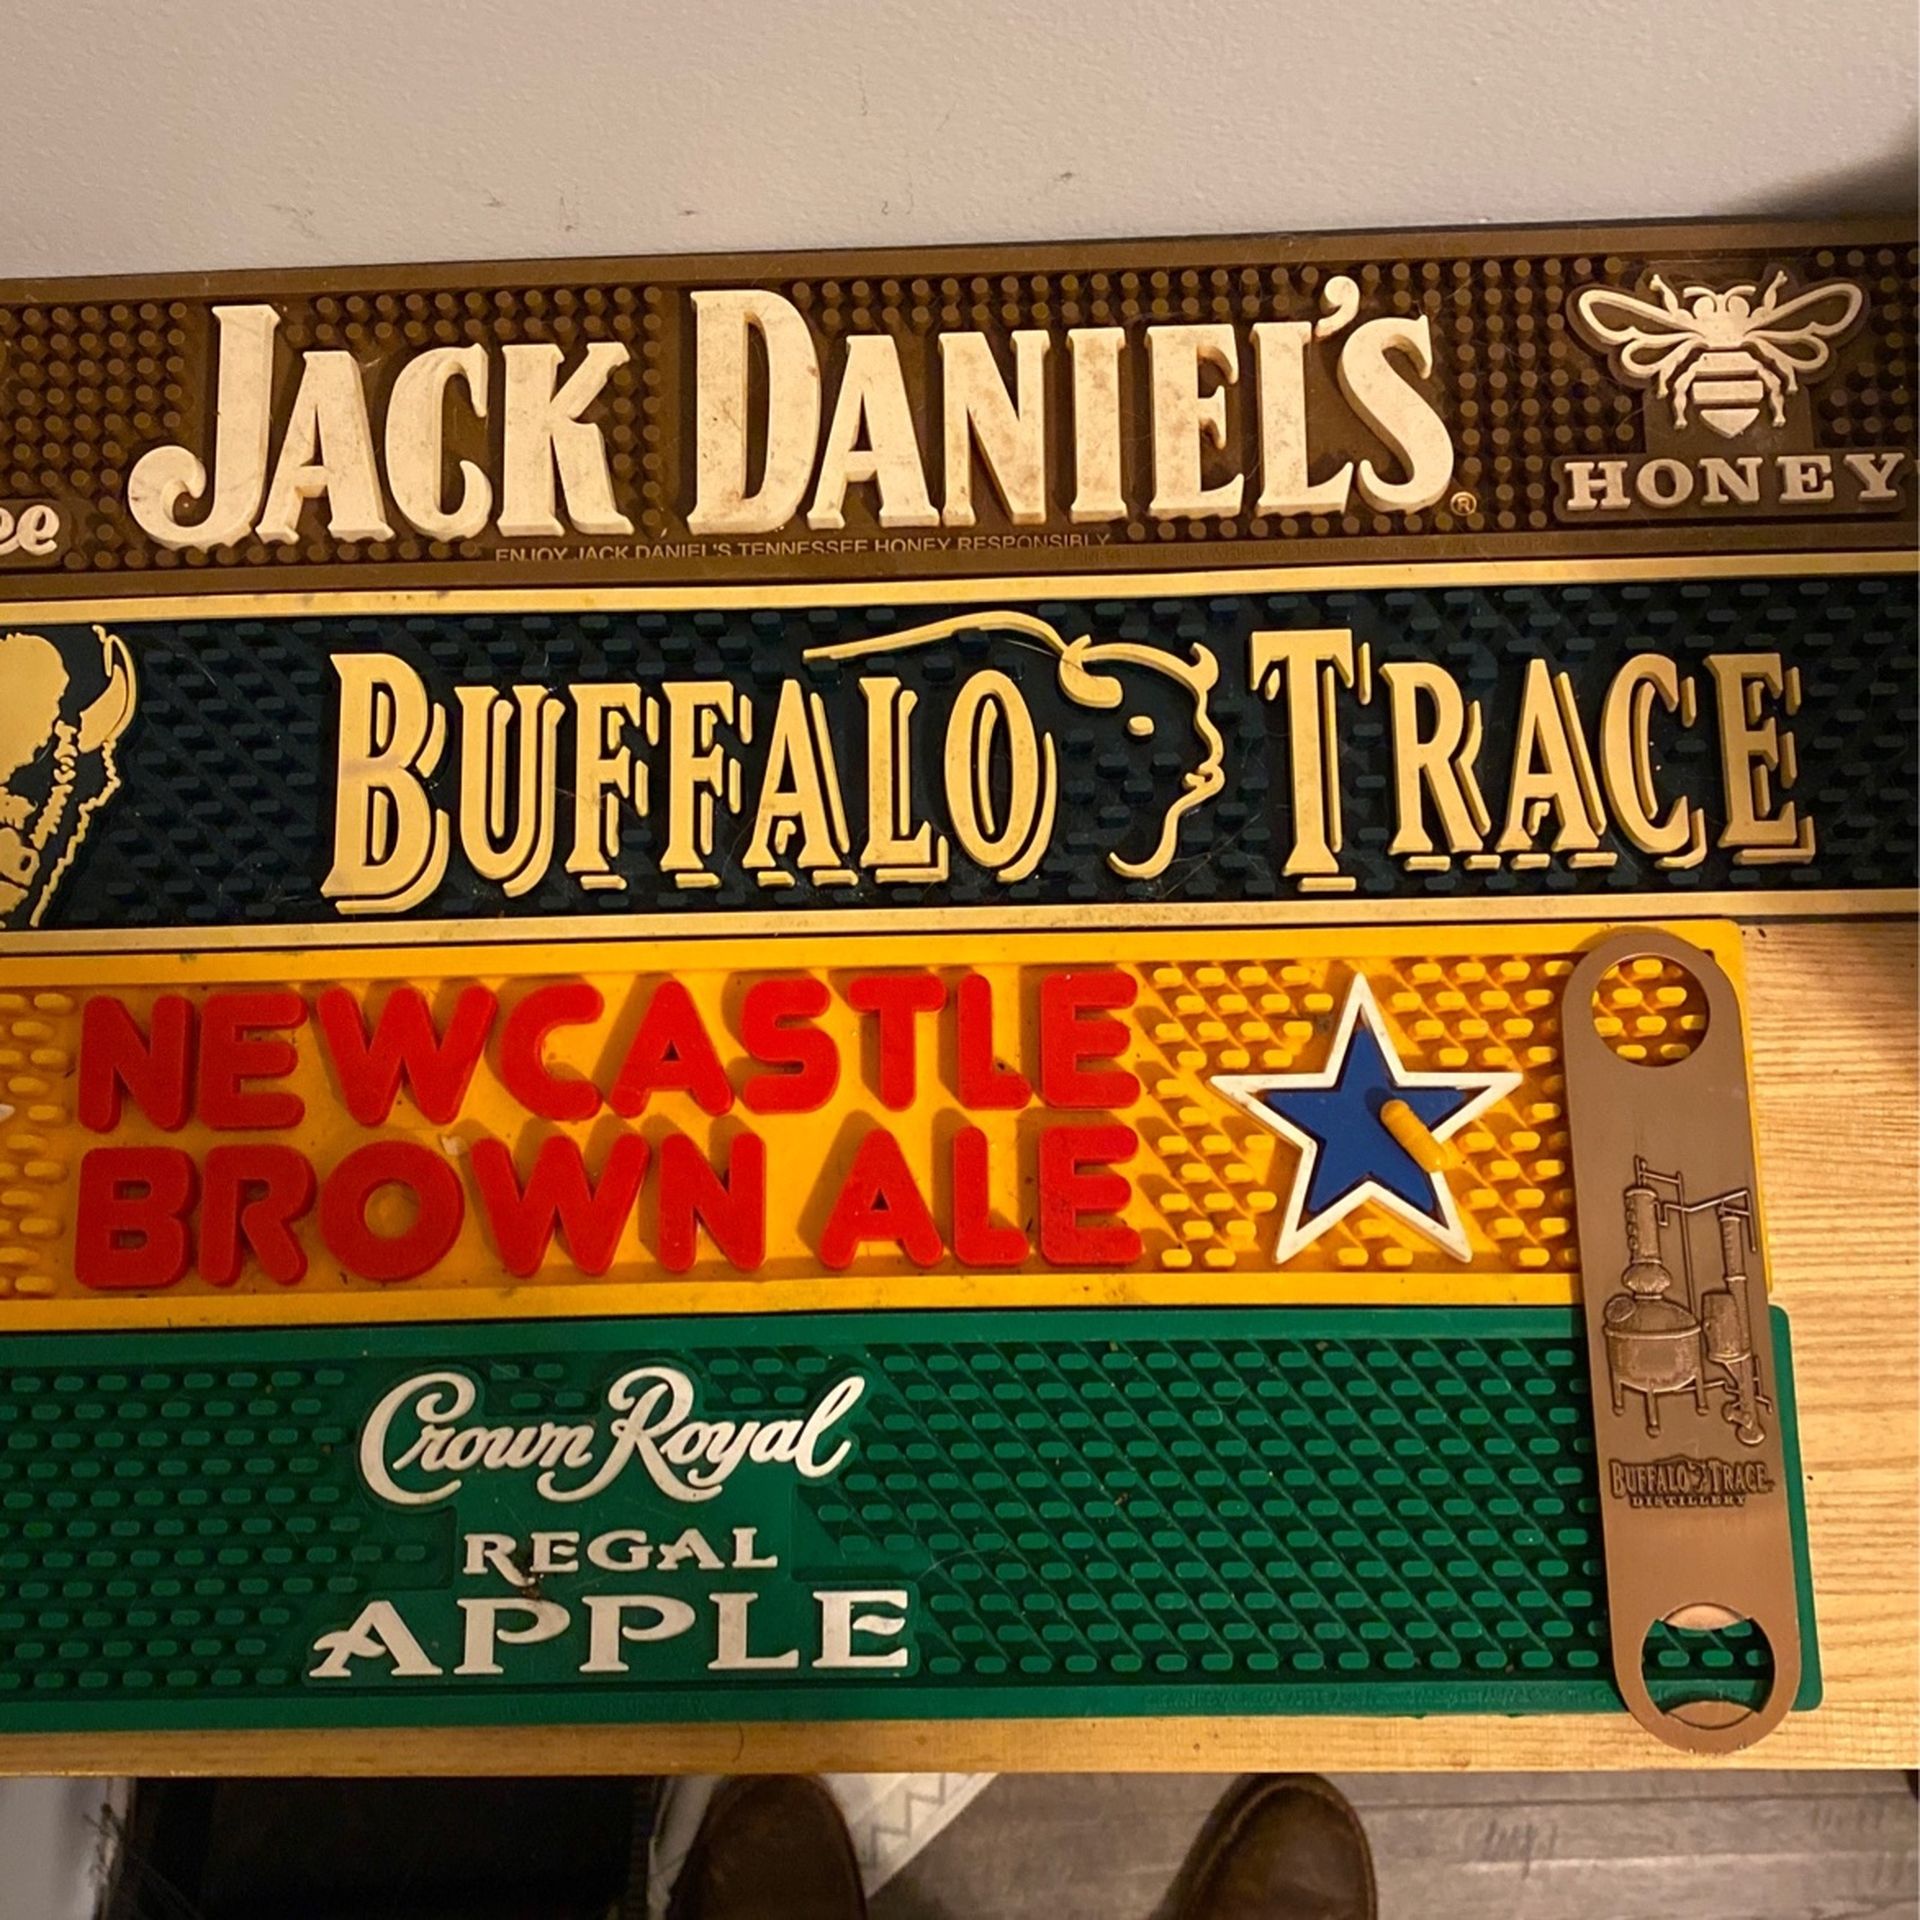 JACK DANIEL'S ®
HONEY
ee
ENJOY JACK DANIEL'S TENNESSEE HONEY RESPONSIBLY
BUFFALO TRACE
NEWCASTLE
BROWN ALE
Crown Royal
REGAL
APPLE
BUFFALO TRACE
DISTILLERY